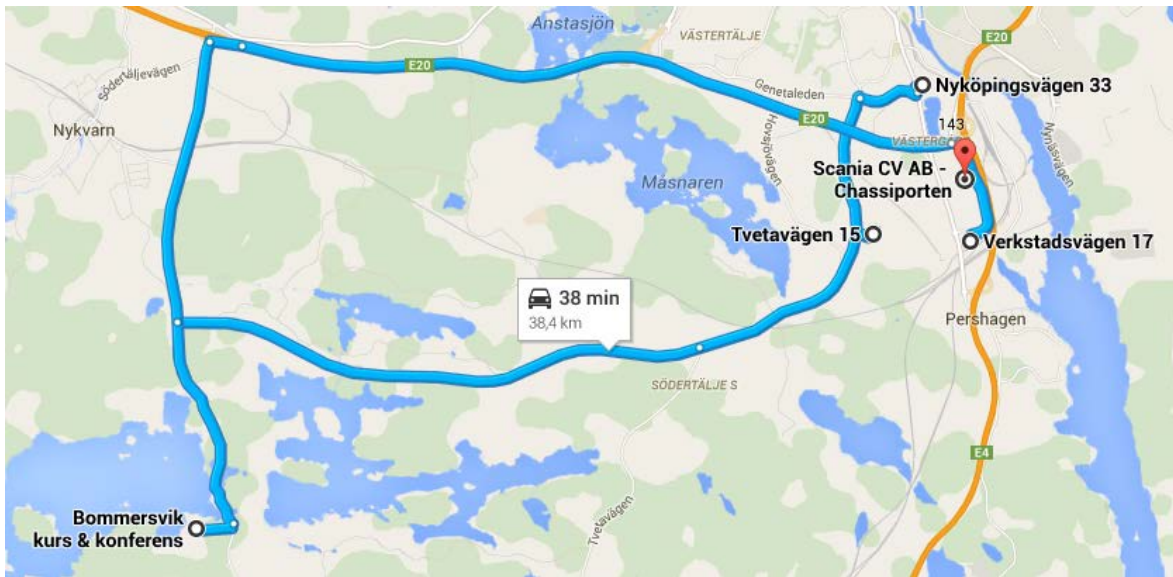 Anstasjön
VÄSTERTÄLJE
E20
E20
Södertäljevägen
Genetaleden
Nyköpingsvägen 33
Nykvarn
E20
143
VÄSTERG
Hovsjövägen
Nynäsvägen
Måsnaren
Scania CV AB -
Chassiporten
Tvetavägen 15
Verkstadsvägen 17
38 min
38,4 km
Pershagen
SÖDERTÄLJE S
E4
Tvetavägen
Bommersvik
kurs & konferens